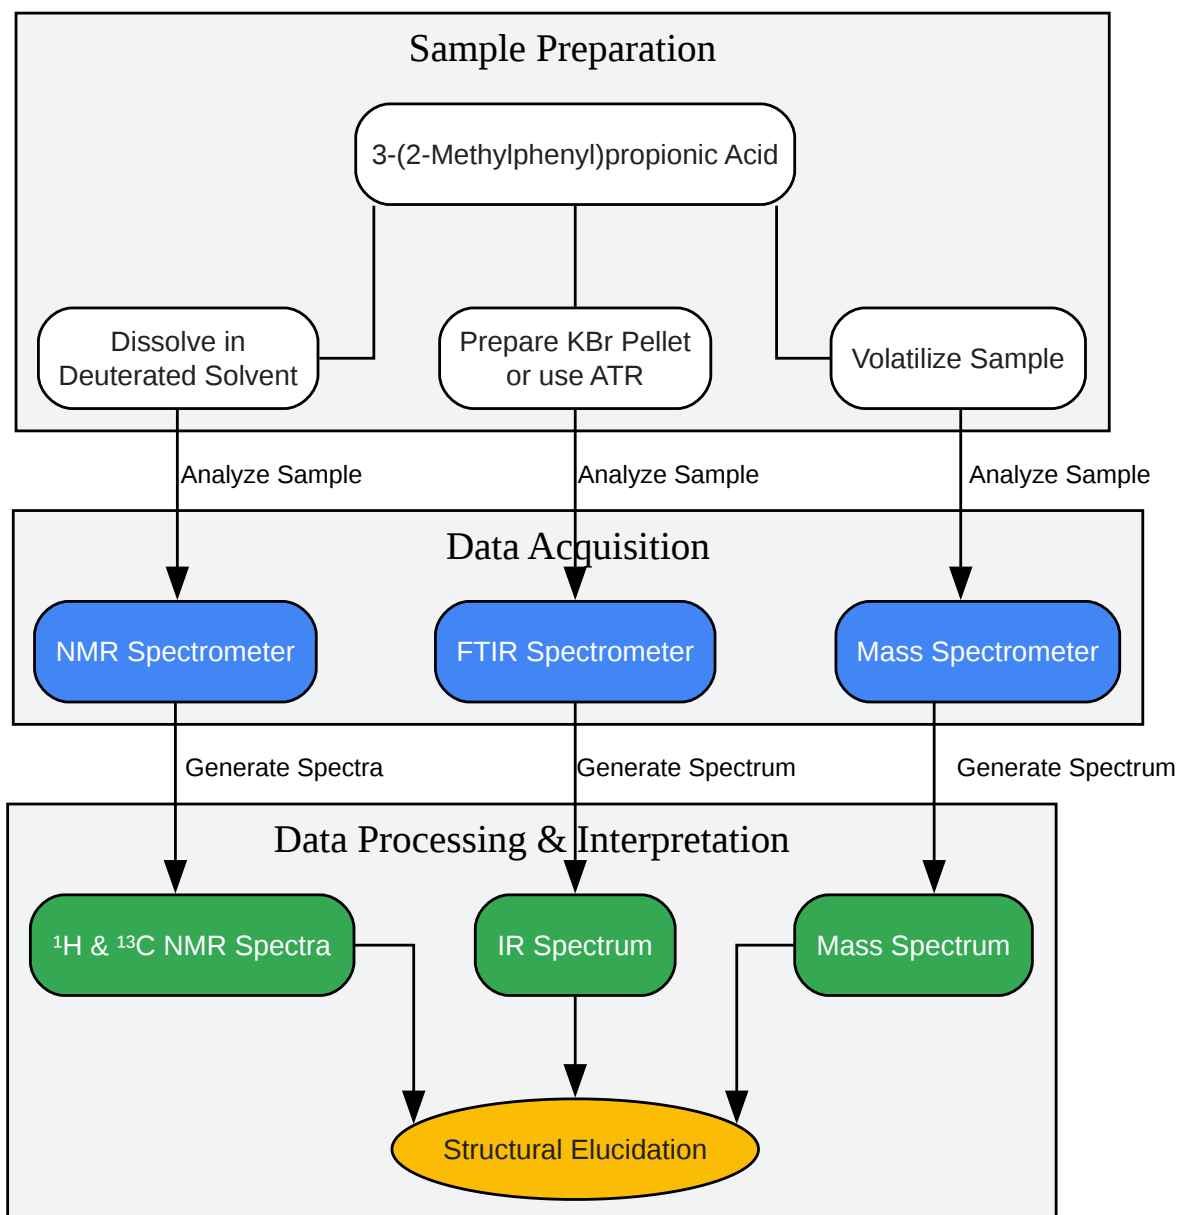 Sample Preparation
3-(2-Methylphenyl)propionic Acid
Dissolve in
Deuterated Solvent
Prepare KBr Pellet
or use ATR
Volatilize Sample
Analyze Sample
Analyze Sample
Analyze Sample
Data Acquisition
NMR Spectrometer
FTIR Spectrometer
Mass Spectrometer
Generate Spectra
Generate Spectrum
Generate Spectrum
Data Processing & Interpretation
¹H & ¹³C NMR Spectra
IR Spectrum
Mass Spectrum
Structural Elucidation